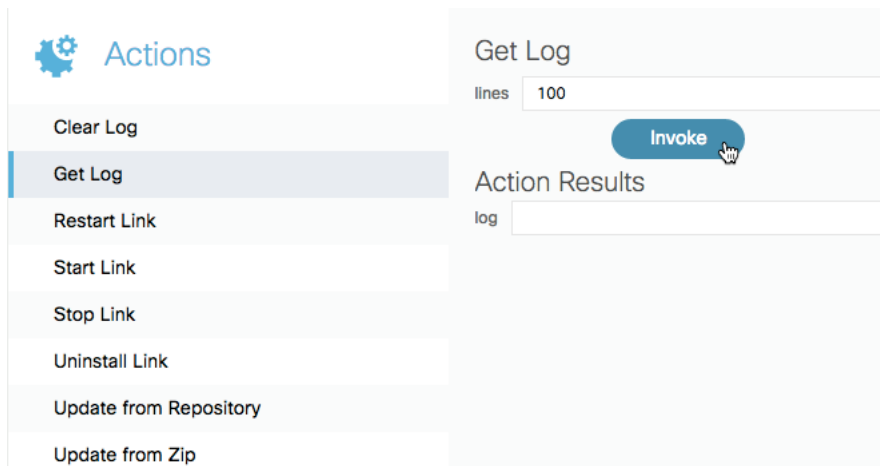 Actions
Clear Log
Get Log
Restart Link
Start Link
Stop Link
Uninstall Link
Update from Repository
Update from Zip
Get Log
lines 100
Invoke
Action Results
log